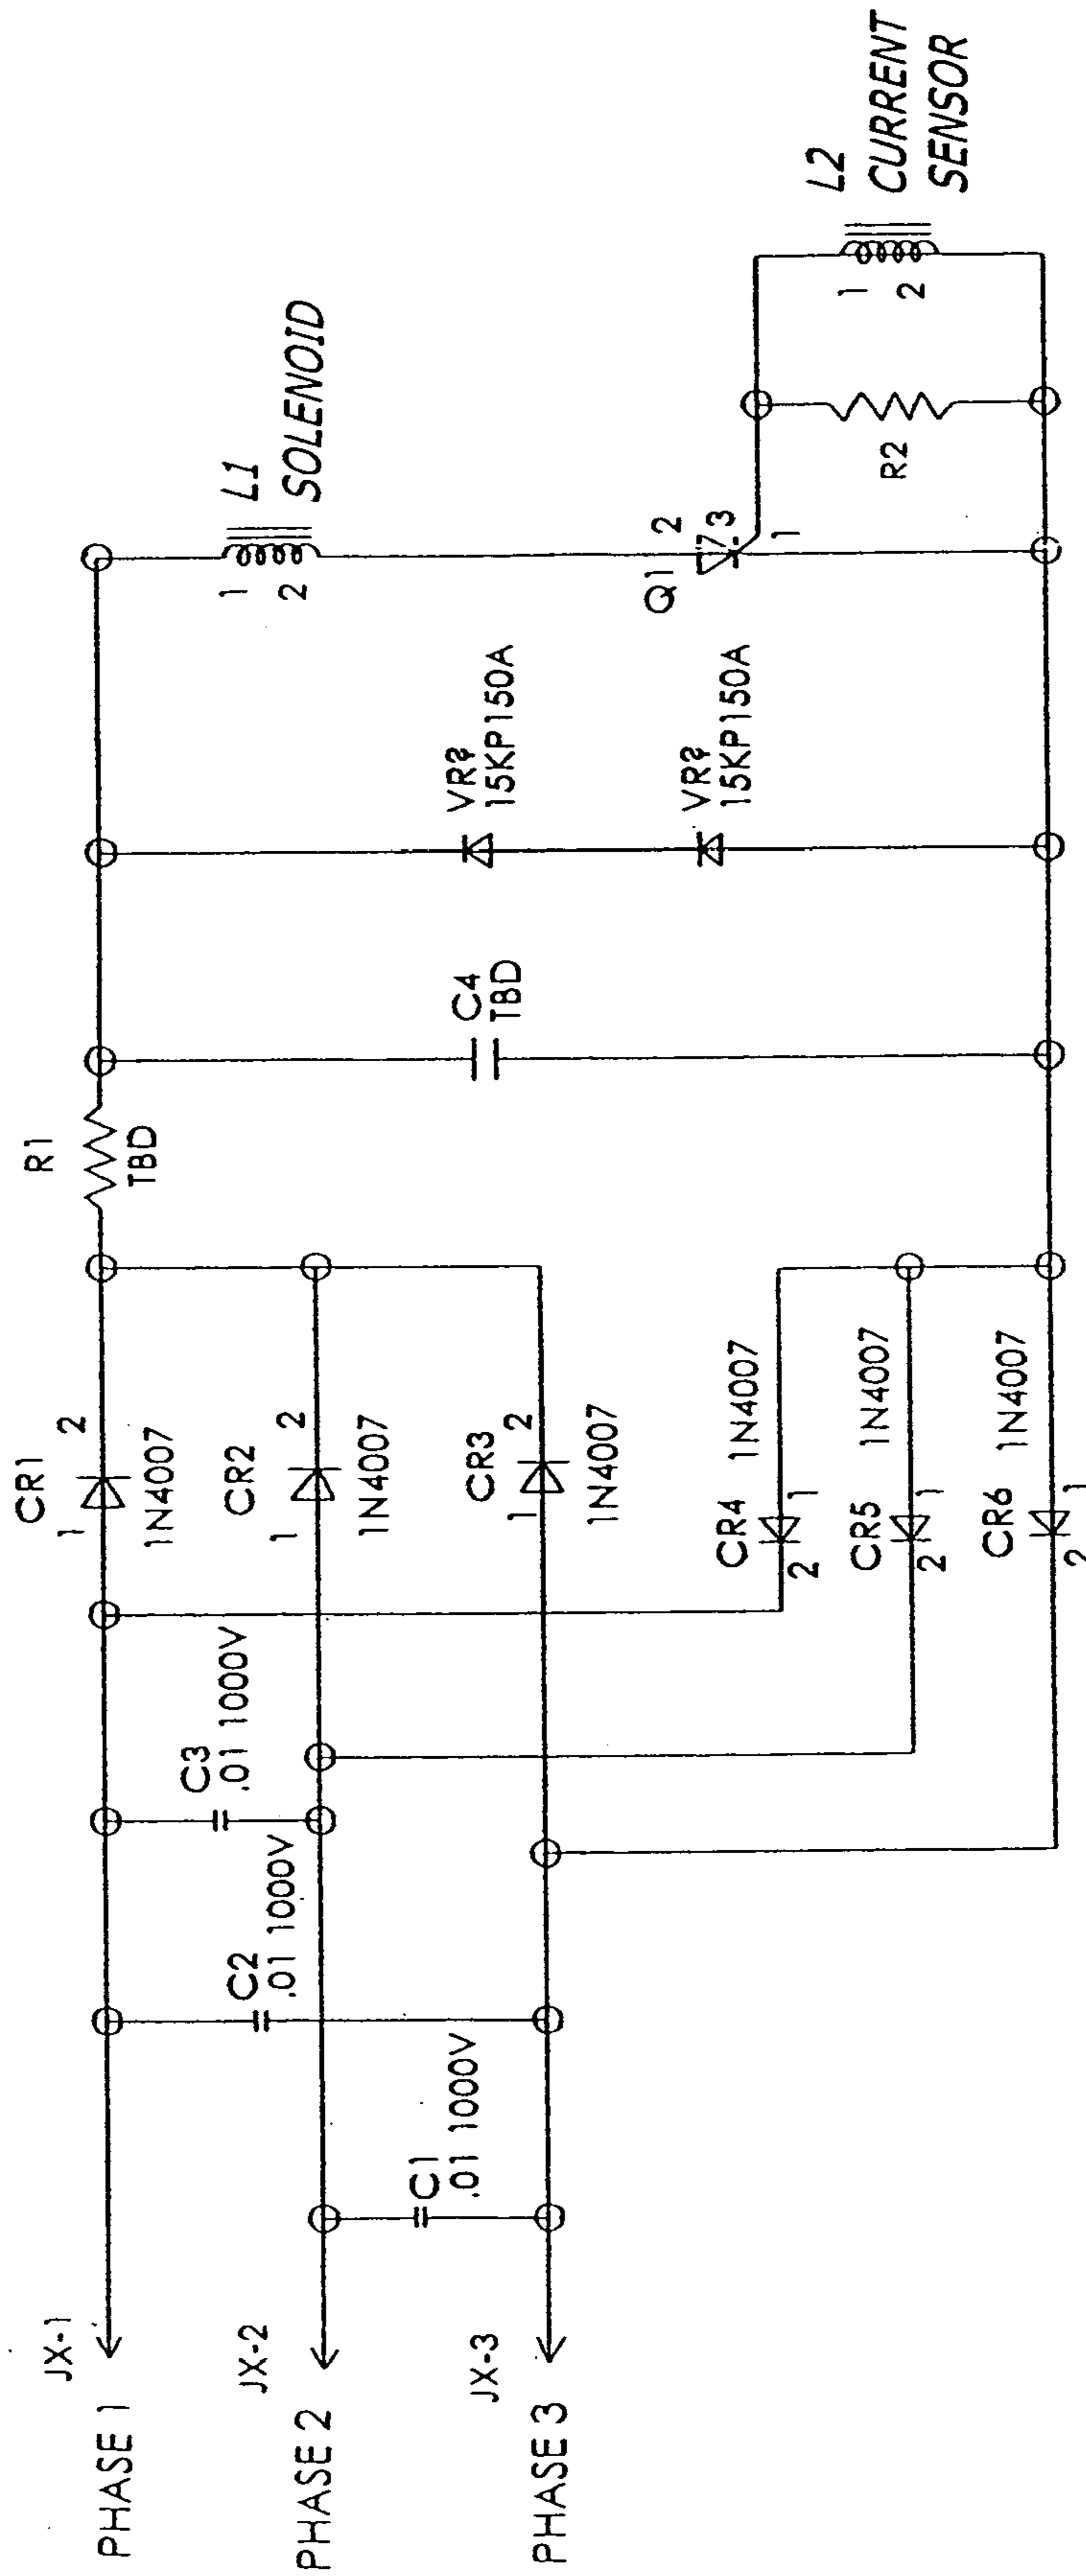 JX-1
PHASE 1
JX-2
PHASE 2
JX-3
PHASE 3
C1
.01 1000V
C2
.01 1000V
C3
.01 1000V
CR1
1 2
1N4007
CR2
1 2
1N4007
CR3
1 2
1N4007
CR4
1N4007
2 1
CR5
1N4007
2 1
CR6
1N4007
2 1
R1
TBD
C4
TBD
VR?
15KP150A
VR?
15KP150A
L1
SOLENOID
1
2
Q1
2
3
1
R2
L2
CURRENT
SENSOR
1
2